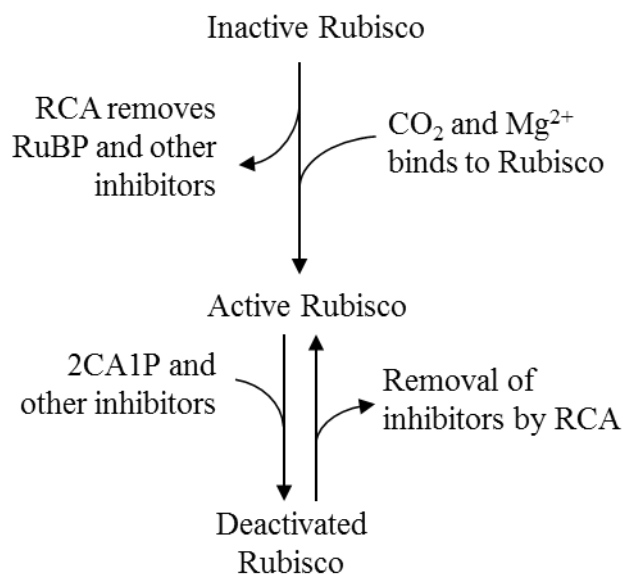 Inactive Rubisco
RCA removes
RuBP and other
inhibitors
CO₂ and Mg²⁺
binds to Rubisco
Active Rubisco
2CA1P and
other inhibitors
Removal of
inhibitors by RCA
Deactivated
Rubisco